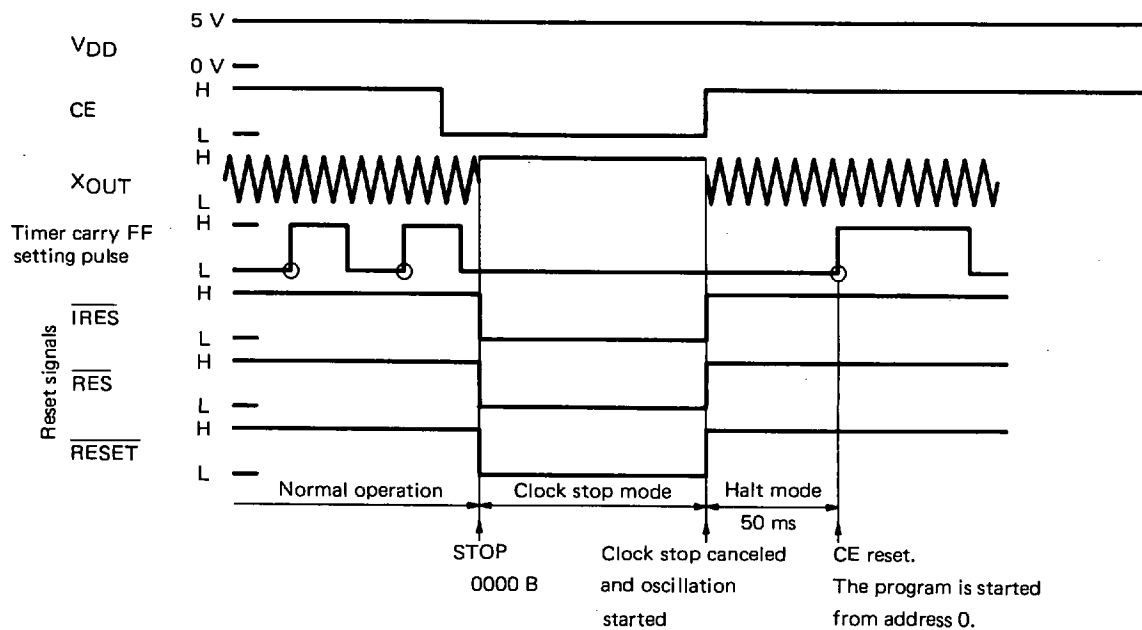 5 V
VDD
0 V
H
CE
L
H
XOUT
L
H
Timer carry FF
setting pulse
L
H
IRES
L
H
RES
L
H
RESET
L
Reset signals
Normal operation
Clock stop mode
Halt mode
50 ms
STOP
0000 B
Clock stop canceled
and oscillation
started
CE reset.
The program is started
from address 0.